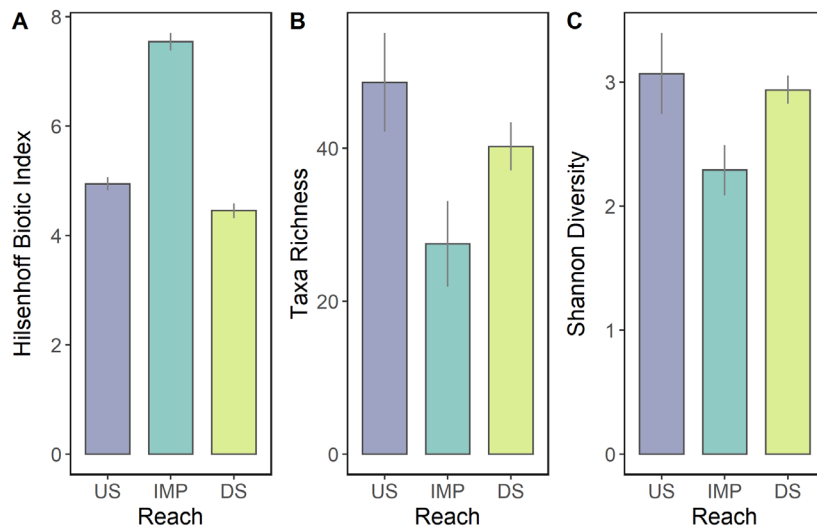 A
Hilsenhoff Biotic Index
8
6
4
2
0
US IMP DS
Reach
B
Taxa Richness
40
20
0
US IMP DS
Reach
C
Shannon Diversity
3
2
1
0
US IMP DS
Reach